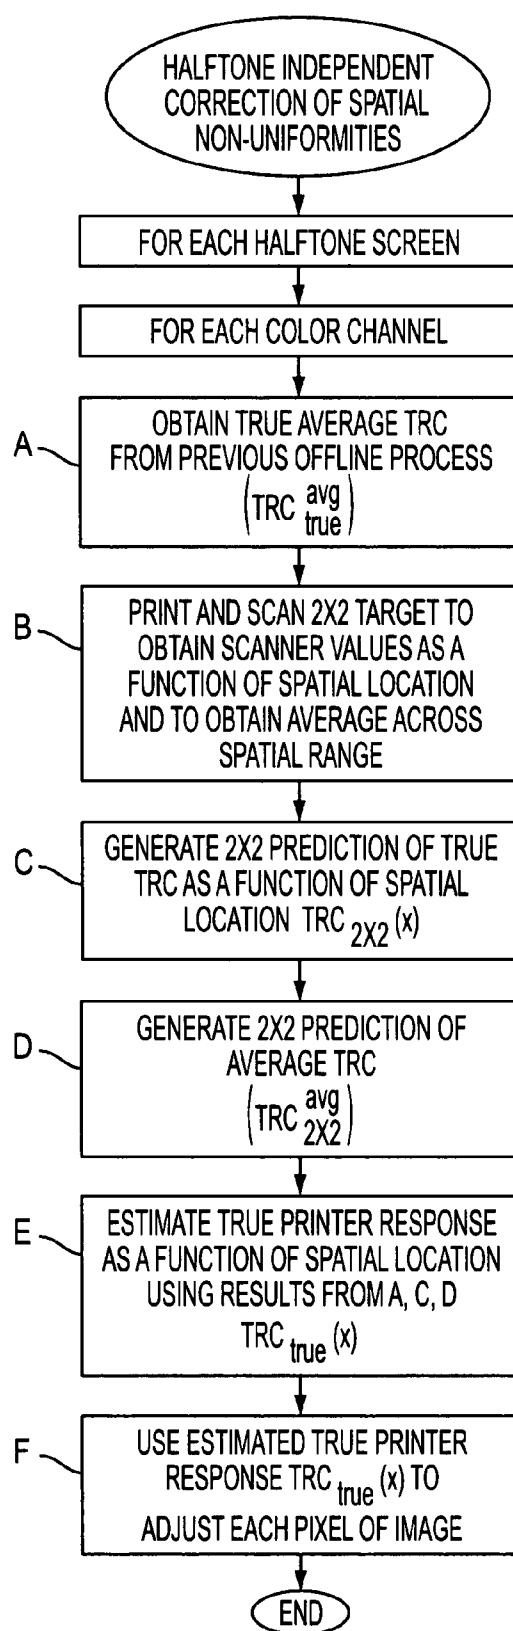 HALFTONE INDEPENDENT
CORRECTION OF SPATIAL
NON-UNIFORMITIES
FOR EACH HALFTONE SCREEN
FOR EACH COLOR CHANNEL
A
OBTAIN TRUE AVERAGE TRC
FROM PREVIOUS OFFLINE PROCESS
(TRC avg true)
B
PRINT AND SCAN 2X2 TARGET TO
OBTAIN SCANNER VALUES AS A
FUNCTION OF SPATIAL LOCATION
AND TO OBTAIN AVERAGE ACROSS
SPATIAL RANGE
C
GENERATE 2X2 PREDICTION OF TRUE
TRC AS A FUNCTION OF SPATIAL
LOCATION TRC 2X2 (x)
D
GENERATE 2X2 PREDICTION OF
AVERAGE TRC
(TRC avg 2X2)
E
ESTIMATE TRUE PRINTER RESPONSE
AS A FUNCTION OF SPATIAL LOCATION
USING RESULTS FROM A, C, D
TRC true (x)
F
USE ESTIMATED TRUE PRINTER
RESPONSE TRC true (x) TO
ADJUST EACH PIXEL OF IMAGE
END